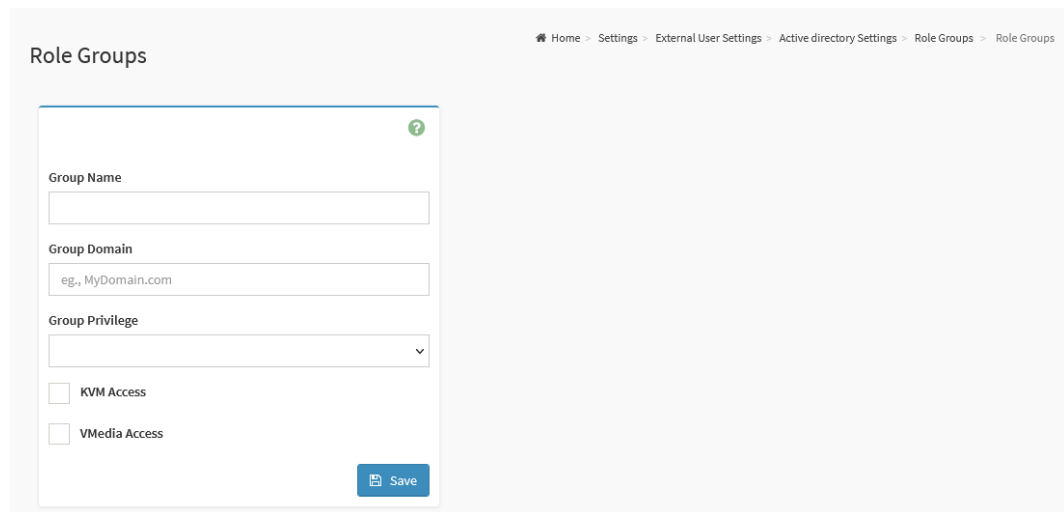 Home > Settings > External User Settings > Active directory Settings > Role Groups > Role Groups
Role Groups
Group Name
Group Domain
eg., MyDomain.com
Group Privilege
KVM Access
VMedia Access
Save